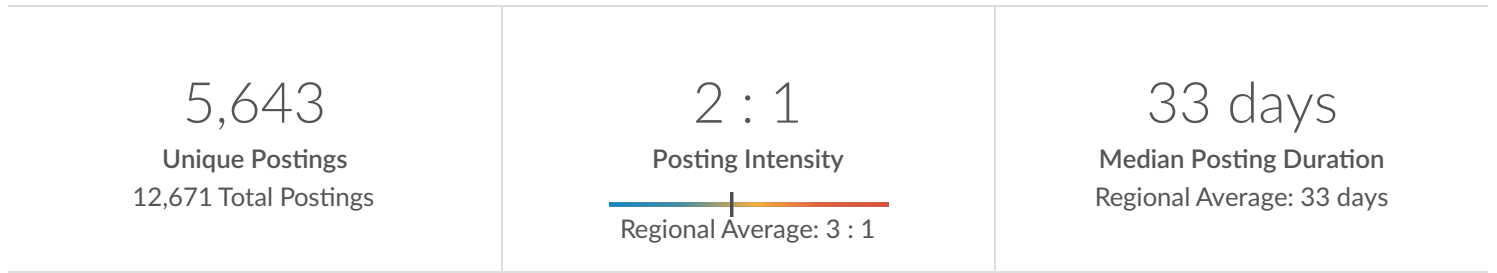 5,643
Unique Postings
12,671 Total Postings
2 : 1
Posting Intensity
Regional Average: 3 : 1
33 days
Median Posting Duration
Regional Average: 33 days